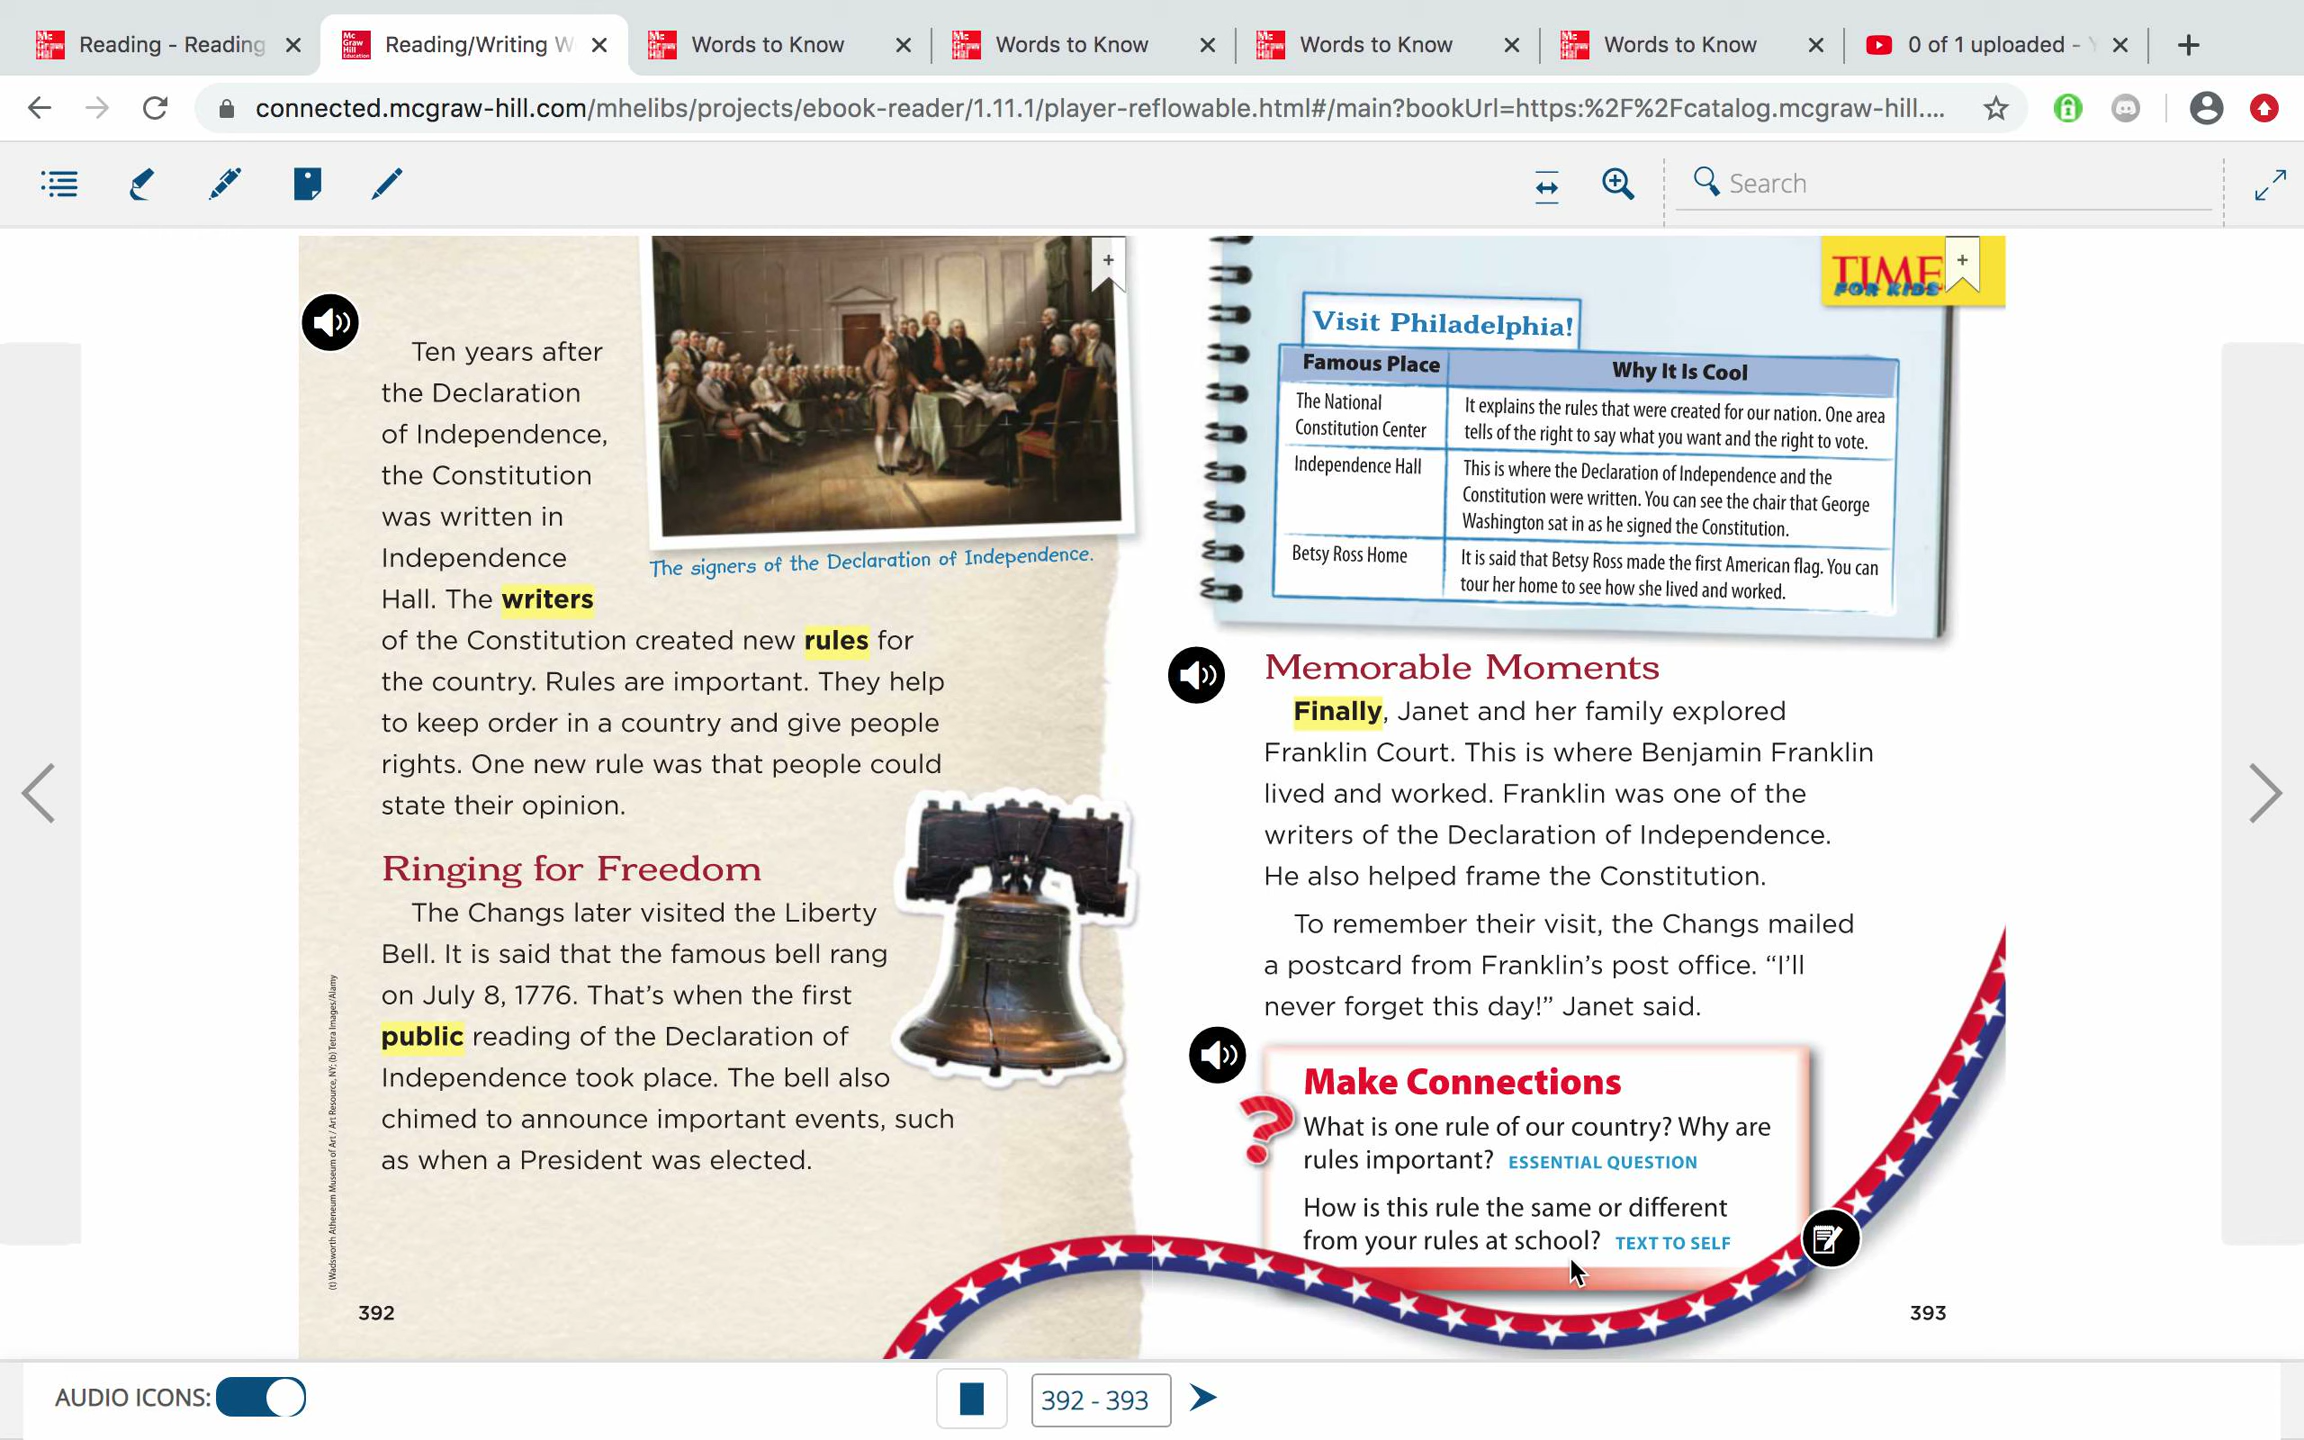 Reading - Reading
Reading/Writing W
Words to Know
Words to Know
Words to Know
Words to Know
0 of 1 uploaded - Y
connected.mcgraw-hill.com/mhelibs/projects/ebook-reader/1.11.1/player-reflowable.html#/main?bookUrl=https:%2F%2Fcatalog.mcgraw-hill....
Search
Ten years after
the Declaration
of Independence,
the Constitution
was written in
Independence
Hall. The writers
of the Constitution created new rules for
the country. Rules are important. They help
to keep order in a country and give people
rights. One new rule was that people could
state their opinion.
The signers of the Declaration of Independence.
Ringing for Freedom
The Changs later visited the Liberty
Bell. It is said that the famous bell rang
on July 8, 1776. That's when the first
public reading of the Declaration of
Independence took place. The bell also
chimed to announce important events, such
as when a President was elected.
(t) Wadsworth Atheneum Museum of Art / Art Resource, NY; (b) Tetra Images/Alamy
392
TIME
FOR KIDS
Visit Philadelphia!
Famous Place Why It Is Cool
The National
Constitution Center
It explains the rules that were created for our nation. One area
tells of the right to say what you want and the right to vote.
Independence Hall
This is where the Declaration of Independence and the
Constitution were written. You can see the chair that George
Washington sat in as he signed the Constitution.
Betsy Ross Home
It is said that Betsy Ross made the first American flag. You can
tour her home to see how she lived and worked.
Memorable Moments
Finally, Janet and her family explored
Franklin Court. This is where Benjamin Franklin
lived and worked. Franklin was one of the
writers of the Declaration of Independence.
He also helped frame the Constitution.
To remember their visit, the Changs mailed
a postcard from Franklin's post office. "I'll
never forget this day!" Janet said.
Make Connections
What is one rule of our country? Why are
rules important? ESSENTIAL QUESTION
How is this rule the same or different
from your rules at school? TEXT TO SELF
393
AUDIO ICONS:
392 - 393